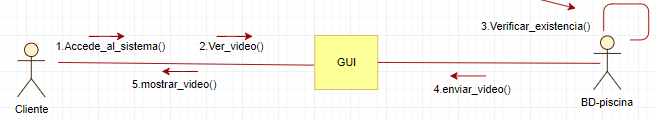 3.Verificar_existencia()
1.Accede_al_sistema()
2.Ver_video()
GUI
5.mostrar_video()
4.enviar_video()
Cliente
BD-piscina